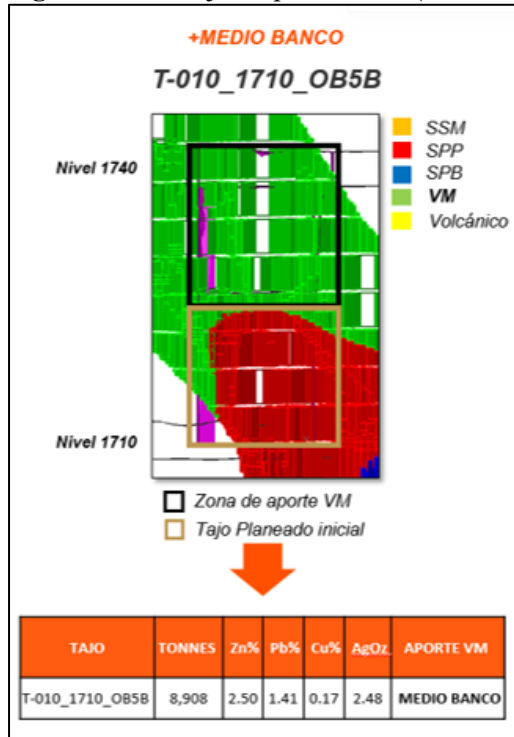 +MEDIO BANCO
T-010_1710_OB5B
SSM
SPP
SPB
VM
Volcánico
Nivel 1740
Nivel 1710
Zona de aporte VM
Tajo Planeado inicial
TAJO TONNES Zn% Pb% Cu% AgOz APORTE VM
T-010_1710_OB5B 8,908 2.50 1.41 0.17 2.48 MEDIO BANCO